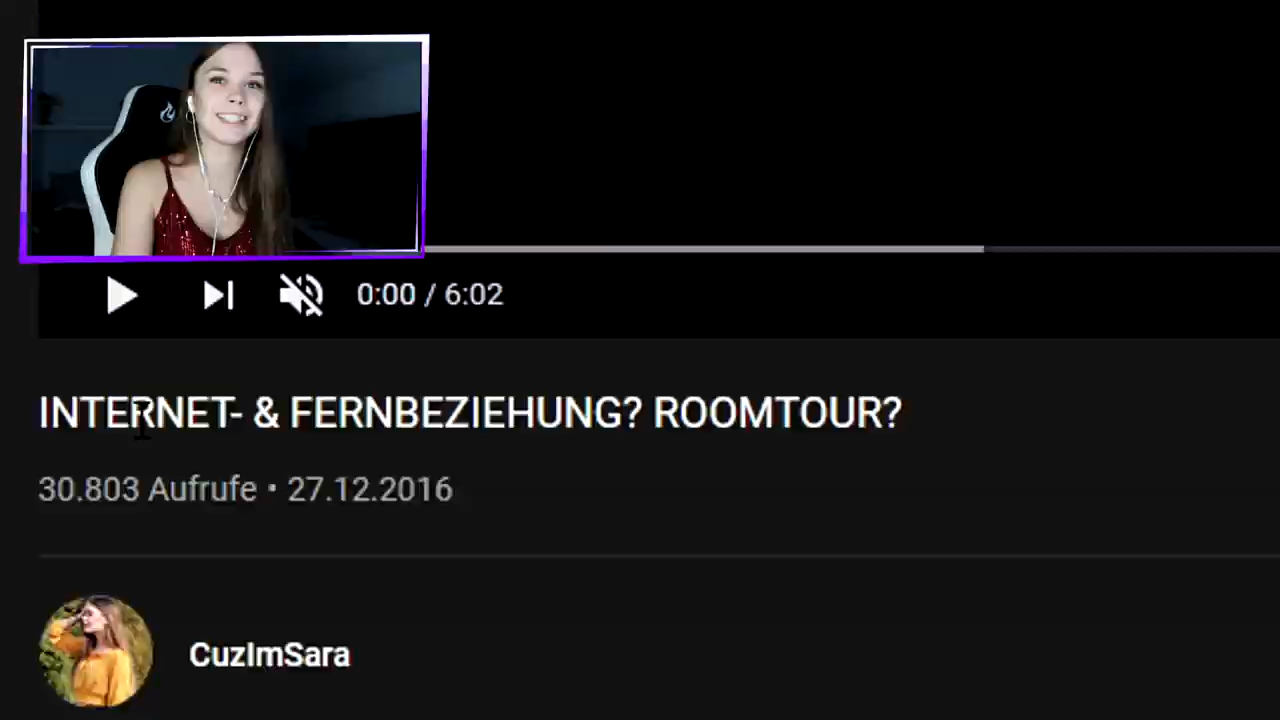 0:00 / 6:02
INTERNET- & FERNBEZIEHUNG? ROOMTOUR?
30.803 Aufrufe • 27.12.2016
CuzImSara